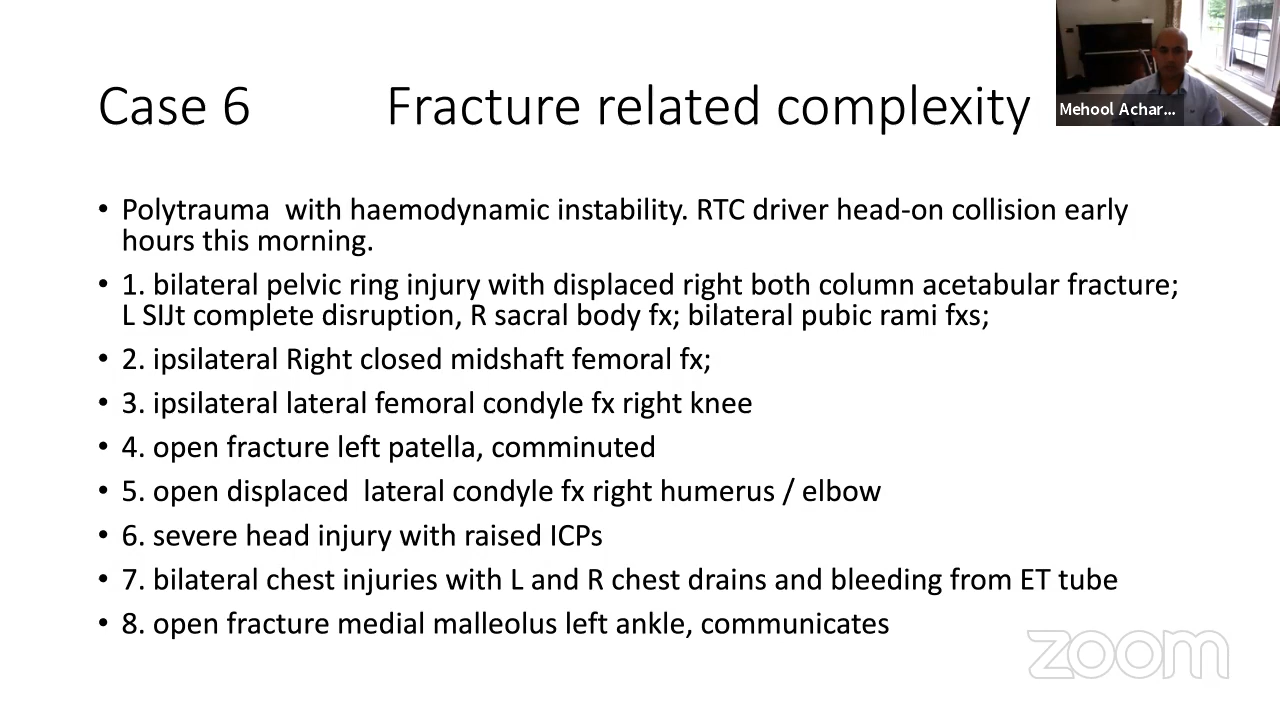 Case 6 Fracture related complexity
Mehool Achar...
• Polytrauma with haemodynamic instability. RTC driver head-on collision early
hours this morning.
• 1. bilateral pelvic ring injury with displaced right both column acetabular fracture;
L SIJt complete disruption, R sacral body fx; bilateral pubic rami fxs;
• 2. ipsilateral Right closed midshaft femoral fx;
• 3. ipsilateral lateral femoral condyle fx right knee
• 4. open fracture left patella, comminuted
• 5. open displaced lateral condyle fx right humerus / elbow
• 6. severe head injury with raised ICPs
• 7. bilateral chest injuries with L and R chest drains and bleeding from ET tube
• 8. open fracture medial malleolus left ankle, communicates
zoom